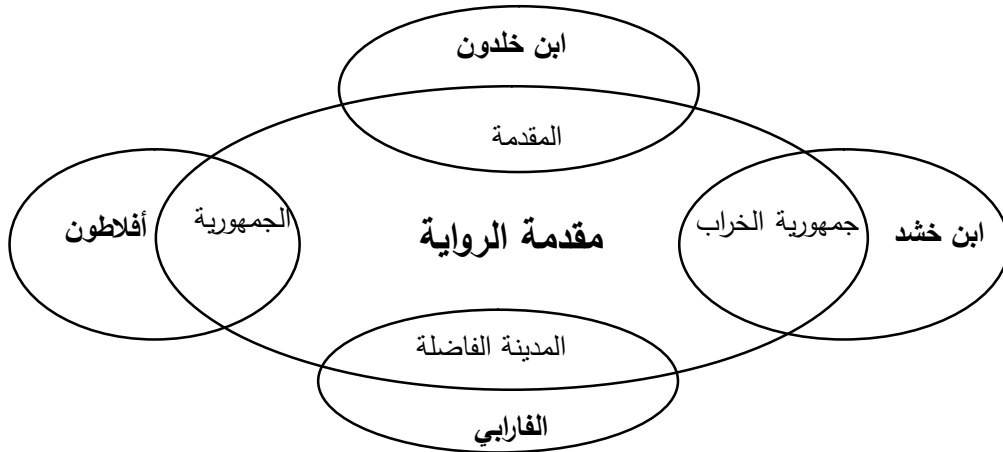 ابن خلدون
المقدمة
ابن خشد
جمهورية الخراب
مقدمة الرواية
الجمهورية
أفلاطون
المدينة الفاضلة
الفارابي